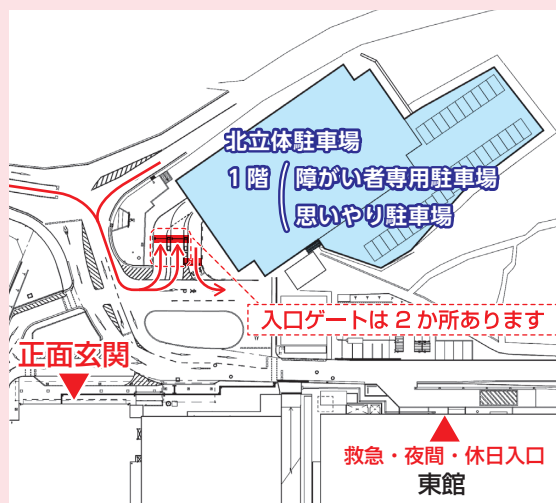 北立体駐車場
1階
障がい者専用駐車場
思いやり駐車場
入口ゲートは2か所あります
正面玄関
救急・夜間・休日入口
東館